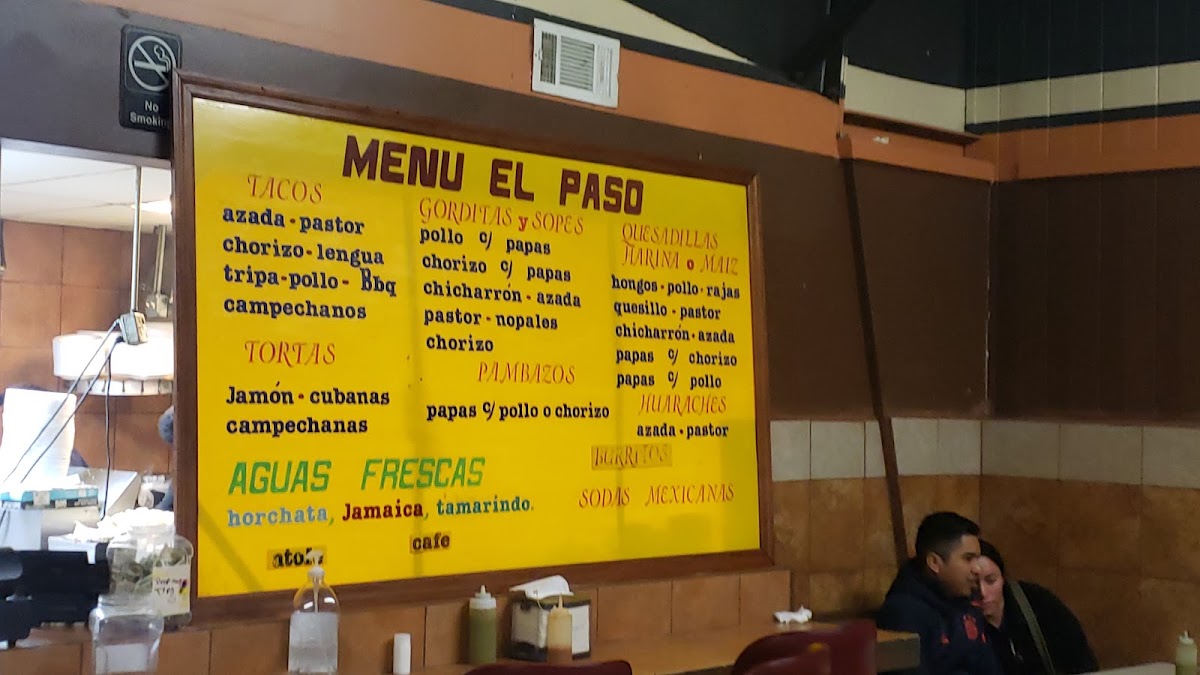 No
Smoking
MENU EL PASO
TACOS
azada - pastor
chorizo - lengua
tripa - pollo - Bbq
campechanos
TORTAS
Jamón - cubanas
campechanas
GORDITAS y SOPES
pollo c/ papas
chorizo c/ papas
chicharrón - azada
pastor - nopales
chorizo
PAMBAZOS
papas c/ pollo o chorizo
QUESADILLAS
HARINA o MAIZ
hongos - pollo - rajas
quesillo - pastor
chicharrón - azada
papas c/ chorizo
papas c/ pollo
HUARACHES
azada - pastor
BURRITOS
SODAS MEXICANAS
AGUAS FRESCAS
horchata, Jamaica, tamarindo.
cafe